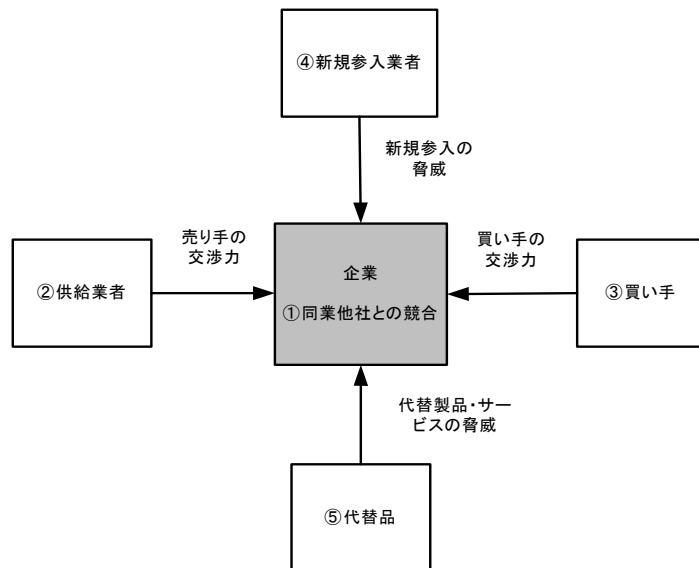 ④新規参入業者
新規参入の
脅威
売り手の
交渉力
買い手の
交渉力
②供給業者
企業
①同業他社との競合
③買い手
代替製品・サー
ビスの脅威
⑤代替品